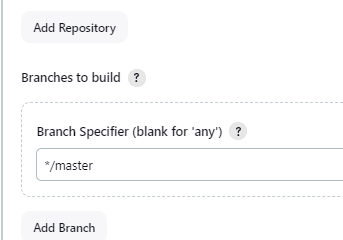 Add Repository
Branches to build ?
Branch Specifier (blank for 'any') ?
*/master
Add Branch